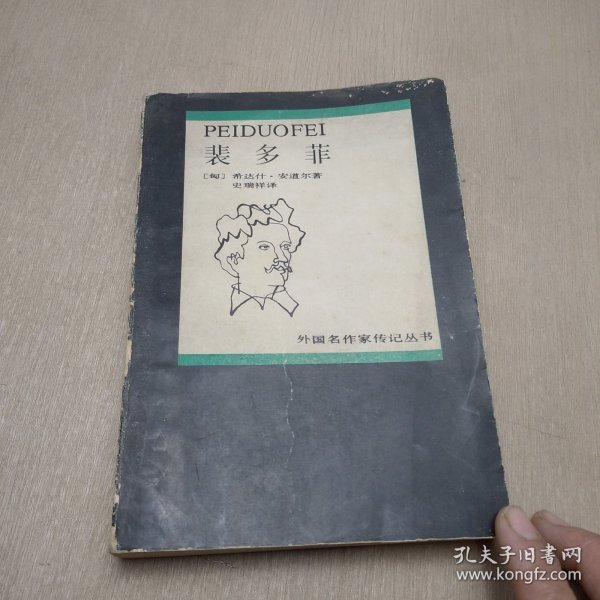 PEIDUOFEI
裴多菲
[匈] 希达什·安道尔著
史瑞祥译
外国名作家传记丛书
孔夫子旧书网
www.kongfz.com